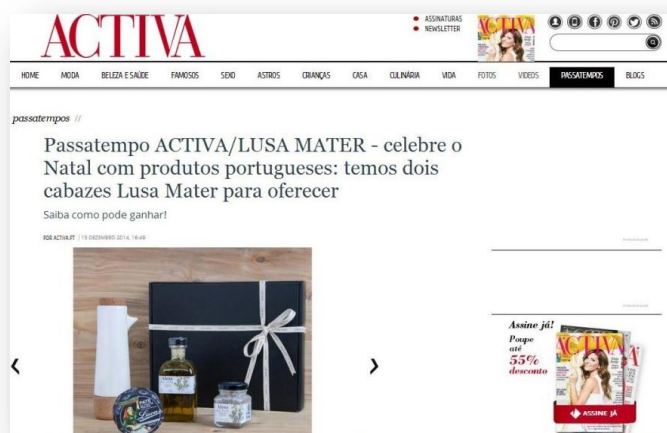 ACTIVA
ASSINATURAS
NEWSLETTER
HOME MODA BELEZA E SAÚDE FAMOSOS SEXO ASTROS CRIANÇAS CASA CULINÁRIA VIDA FOTOS VIDEOS PASSATEMPOS BLOGS
passatempos //
Passatempo ACTIVA/LUSA MATER - celebre o
Natal com produtos portugueses: temos dois
cabazes Lusa Mater para oferecer
Saiba como pode ganhar!
POR ACTIVA.PT | 15 DEZEMBRO 2014, 16:48
Assine já!
Poupe
até
55%
desconto
ACTIVA
ASSINE JÁ